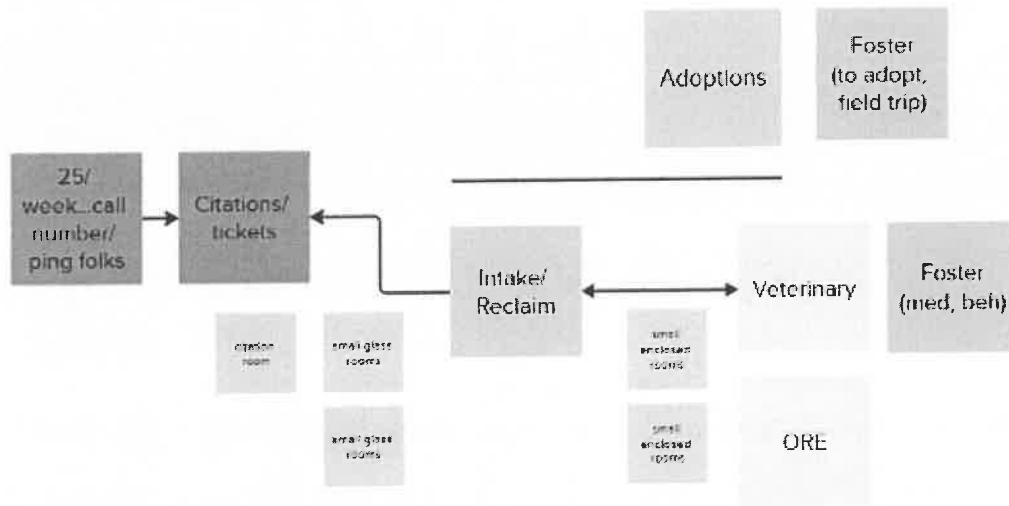 Adoptions
Foster
(to adopt,
field trip)
25/
week...call
number/
ping folks
Citations/
tickets
Intake/
Reclaim
Veterinary
Foster
(med, beh)
citation
room
small glass
rooms
small
enclosed
rooms
small glass
rooms
small
enclosed
rooms
ORE